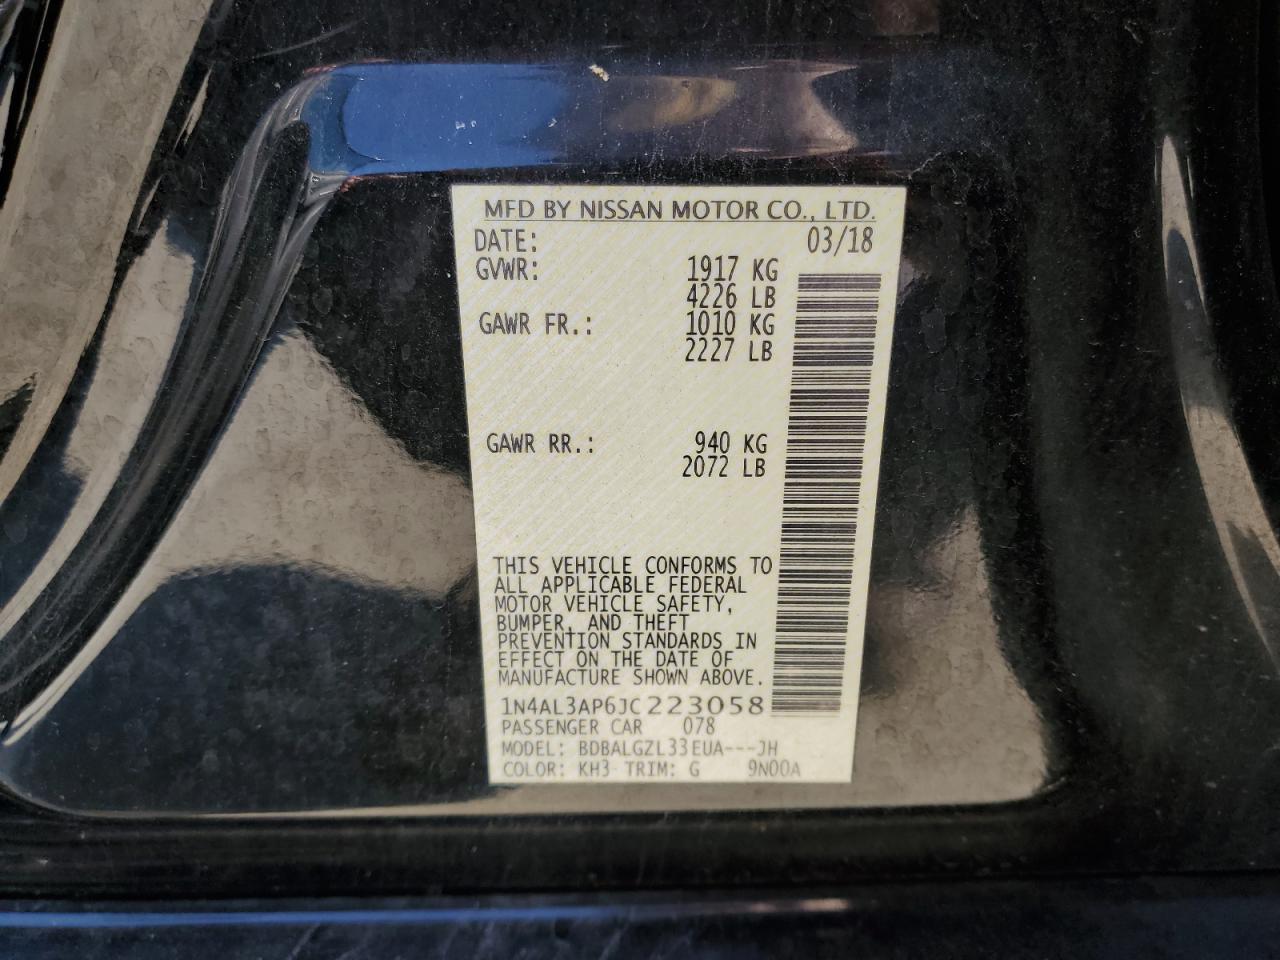 MFD BY NISSAN MOTOR CO., LTD.
DATE: 03/18
GVWR: 1917 KG
4226 LB
GAWR FR.: 1010 KG
2227 LB
GAWR RR.: 940 KG
2072 LB
THIS VEHICLE CONFORMS TO
ALL APPLICABLE FEDERAL
MOTOR VEHICLE SAFETY,
BUMPER, AND THEFT
PREVENTION STANDARDS IN
EFFECT ON THE DATE OF
MANUFACTURE SHOWN ABOVE.
1N4AL3AP6JC223058
PASSENGER CAR 078
MODEL: BDBALGZL33EUA---JH
COLOR: KH3 TRIM: G 9N00A